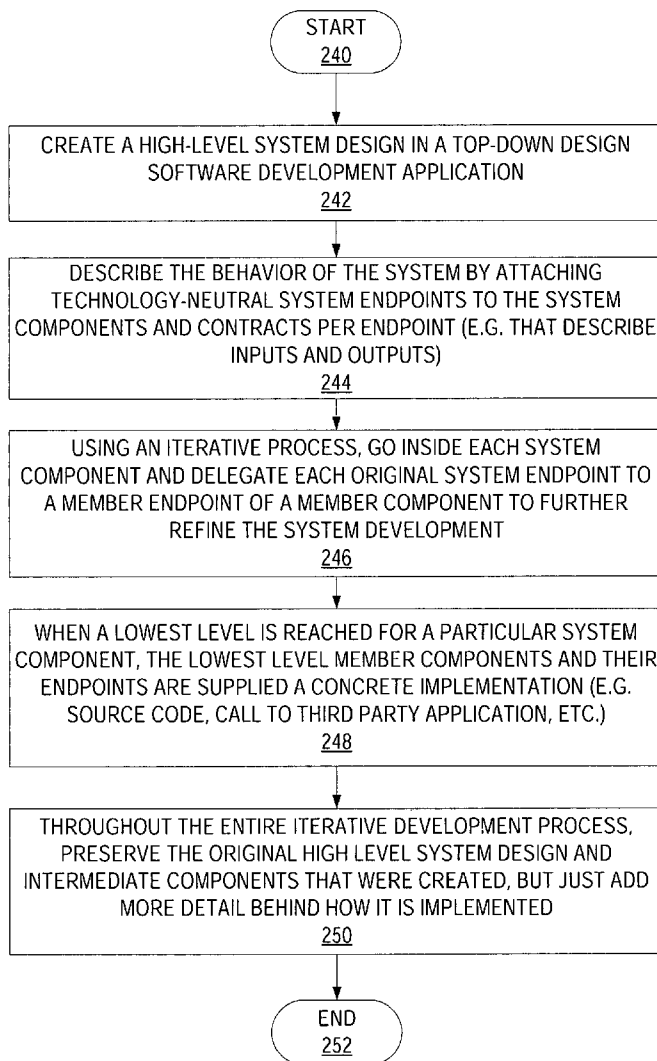 START
240
CREATE A HIGH-LEVEL SYSTEM DESIGN IN A TOP-DOWN DESIGN
SOFTWARE DEVELOPMENT APPLICATION
242
DESCRIBE THE BEHAVIOR OF THE SYSTEM BY ATTACHING
TECHNOLOGY-NEUTRAL SYSTEM ENDPOINTS TO THE SYSTEM
COMPONENTS AND CONTRACTS PER ENDPOINT (E.G. THAT DESCRIBE
INPUTS AND OUTPUTS)
244
USING AN ITERATIVE PROCESS, GO INSIDE EACH SYSTEM
COMPONENT AND DELEGATE EACH ORIGINAL SYSTEM ENDPOINT TO
A MEMBER ENDPOINT OF A MEMBER COMPONENT TO FURTHER
REFINE THE SYSTEM DEVELOPMENT
246
WHEN A LOWEST LEVEL IS REACHED FOR A PARTICULAR SYSTEM
COMPONENT, THE LOWEST LEVEL MEMBER COMPONENTS AND THEIR
ENDPOINTS ARE SUPPLIED A CONCRETE IMPLEMENTATION (E.G.
SOURCE CODE, CALL TO THIRD PARTY APPLICATION, ETC.)
248
THROUGHOUT THE ENTIRE ITERATIVE DEVELOPMENT PROCESS,
PRESERVE THE ORIGINAL HIGH LEVEL SYSTEM DESIGN AND
INTERMEDIATE COMPONENTS THAT WERE CREATED, BUT JUST ADD
MORE DETAIL BEHIND HOW IT IS IMPLEMENTED
250
END
252